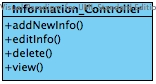 Information_Controller
+addNewInfo()
+editInfo()
+delete()
+view()